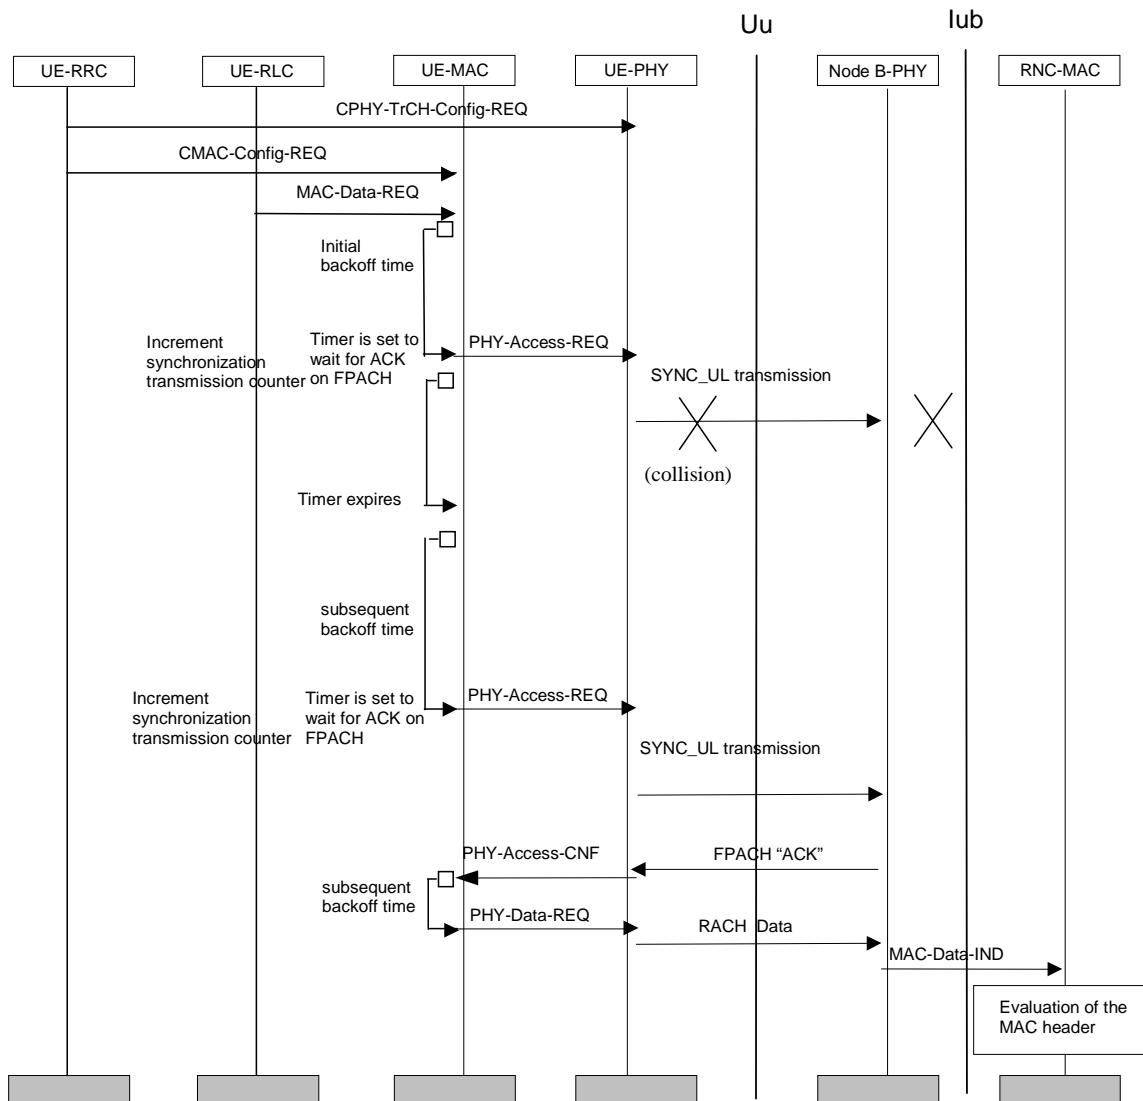 Uu
Iub
UE-RRC
UE-RLC
UE-MAC
UE-PHY
Node B-PHY
RNC-MAC
CPHY-TrCH-Config-REQ
CMAC-Config-REQ
MAC-Data-REQ
Initial
backoff time
Increment
synchronization
transmission counter
Timer is set to
wait for ACK
on FPACH
PHY-Access-REQ
SYNC_UL transmission
(collision)
Timer expires
subsequent
backoff time
Increment
synchronization
transmission counter
Timer is set to
wait for ACK on
FPACH
PHY-Access-REQ
SYNC_UL transmission
PHY-Access-CNF
FPACH “ACK”
subsequent
backoff time
PHY-Data-REQ
RACH Data
MAC-Data-IND
Evaluation of the
MAC header